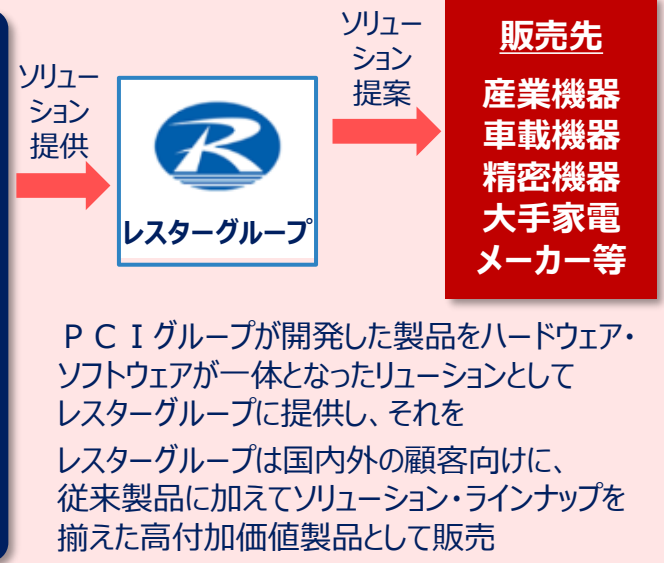 ソリュー
ション
提供
レスターグループ
ソリュー
ション
提案
販売先
産業機器
車載機器
精密機器
大手家電
メーカー等
ＰＣＩグループが開発した製品をハードウェア・
ソフトウェアが一体となったリューションとして
レスターグループに提供し、それを
レスターグループは国内外の顧客向けに、
従来製品に加えてソリューション・ラインナップを
揃えた高付加価値製品として販売